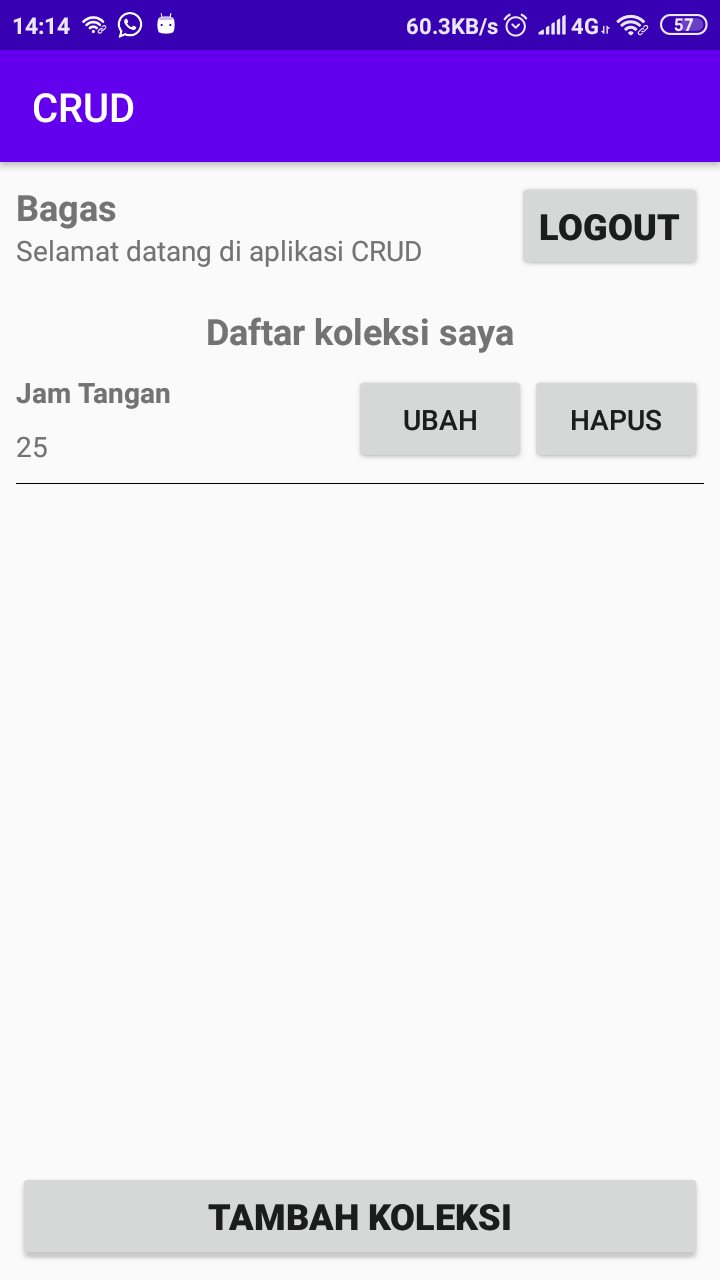 14:14 60.3KB/s 4G 57
CRUD
Bagas
Selamat datang di aplikasi CRUD
LOGOUT
Daftar koleksi saya
Jam Tangan
25
UBAH HAPUS
TAMBAH KOLEKSI